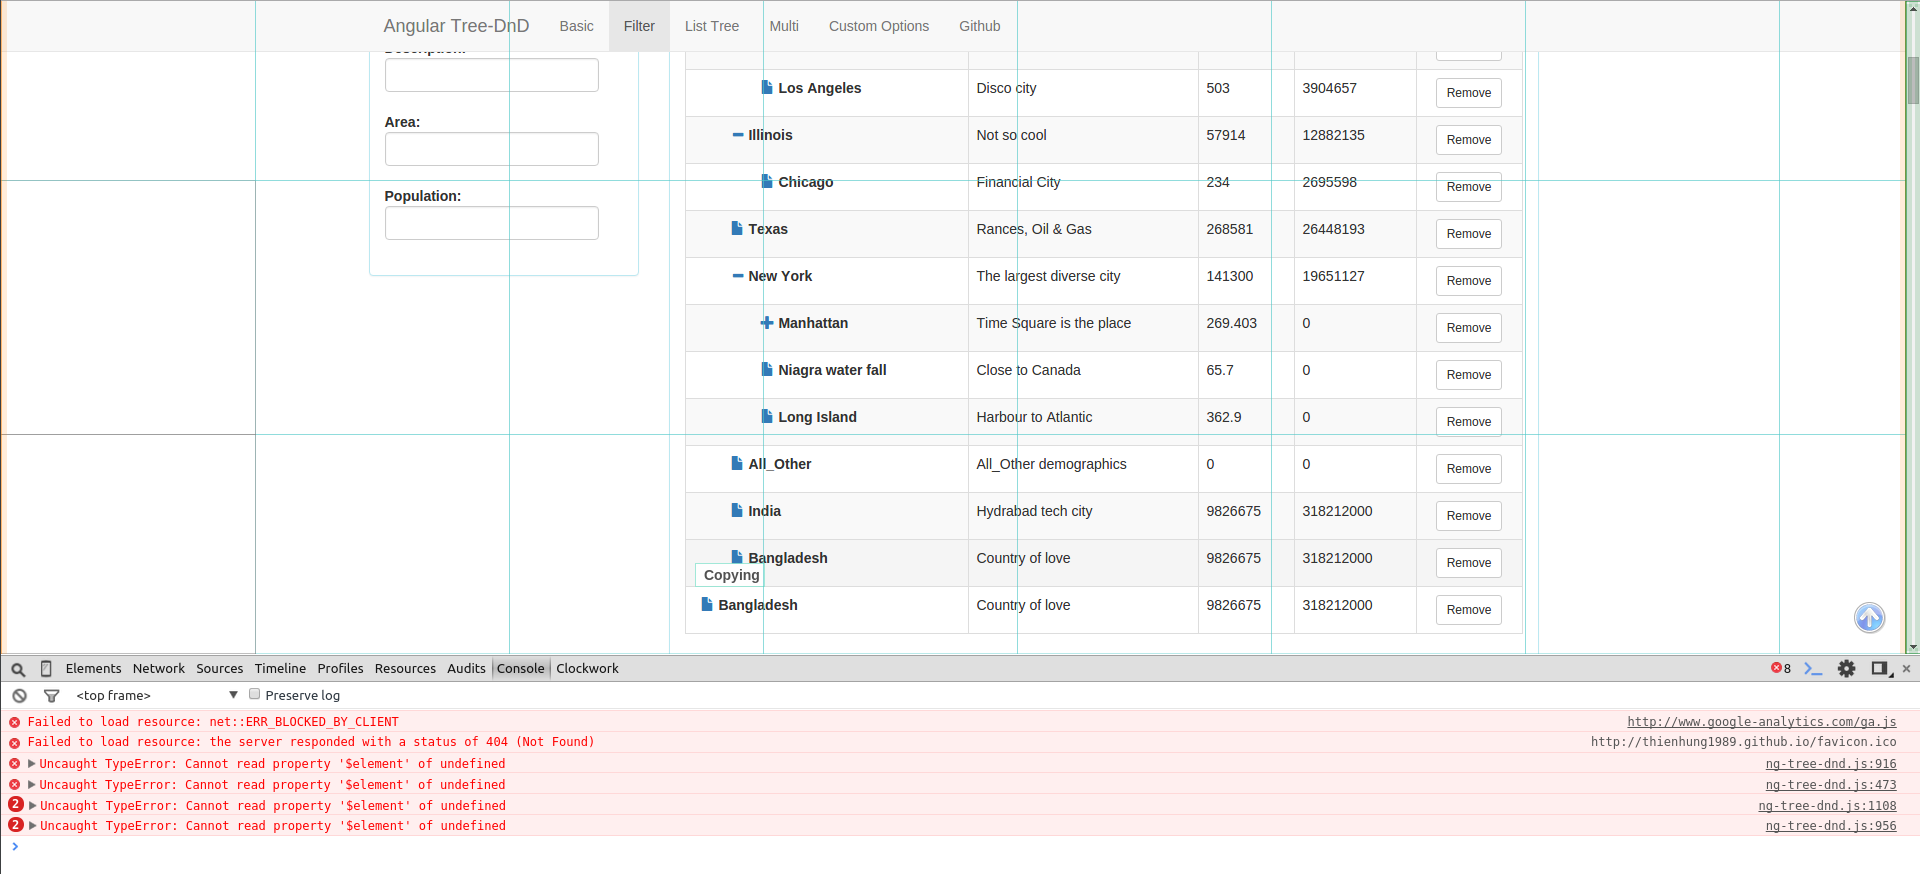 Angular Tree-DnD Basic Filter List Tree Multi Custom Options Github
Description:
Area:
Population:
Los Angeles Disco city 503 3904657 Remove
Illinois Not so cool 57914 12882135 Remove
Chicago Financial City 234 2695598 Remove
Texas Rances, Oil & Gas 268581 26448193 Remove
New York The largest diverse city 141300 19651127 Remove
Manhattan Time Square is the place 269.403 0 Remove
Niagra water fall Close to Canada 65.7 0 Remove
Long Island Harbour to Atlantic 362.9 0 Remove
All_Other All_Other demographics 0 0 Remove
India Hydrabad tech city 9826675 318212000 Remove
Bangladesh Country of love 9826675 318212000 Remove
Copying
Bangladesh Country of love 9826675 318212000 Remove
Elements Network Sources Timeline Profiles Resources Audits Console Clockwork 8
<top frame> Preserve log
Failed to load resource: net::ERR_BLOCKED_BY_CLIENT http://www.google-analytics.com/ga.js
Failed to load resource: the server responded with a status of 404 (Not Found) http://thienhung1989.github.io/favicon.ico
Uncaught TypeError: Cannot read property '$element' of undefined ng-tree-dnd.js:916
Uncaught TypeError: Cannot read property '$element' of undefined ng-tree-dnd.js:473
2 Uncaught TypeError: Cannot read property '$element' of undefined ng-tree-dnd.js:1108
2 Uncaught TypeError: Cannot read property '$element' of undefined ng-tree-dnd.js:956